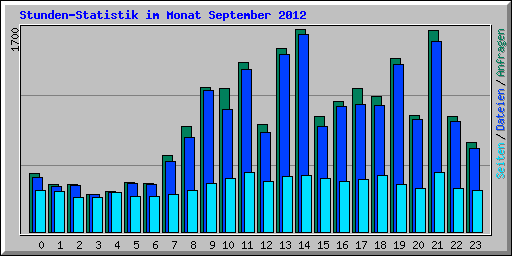 Stunden-Statistik im Monat September 2012
1700
Seiten / Dateien / Anfragen
0 1 2 3 4 5 6 7 8 9 10 11 12 13 14 15 16 17 18 19 20 21 22 23